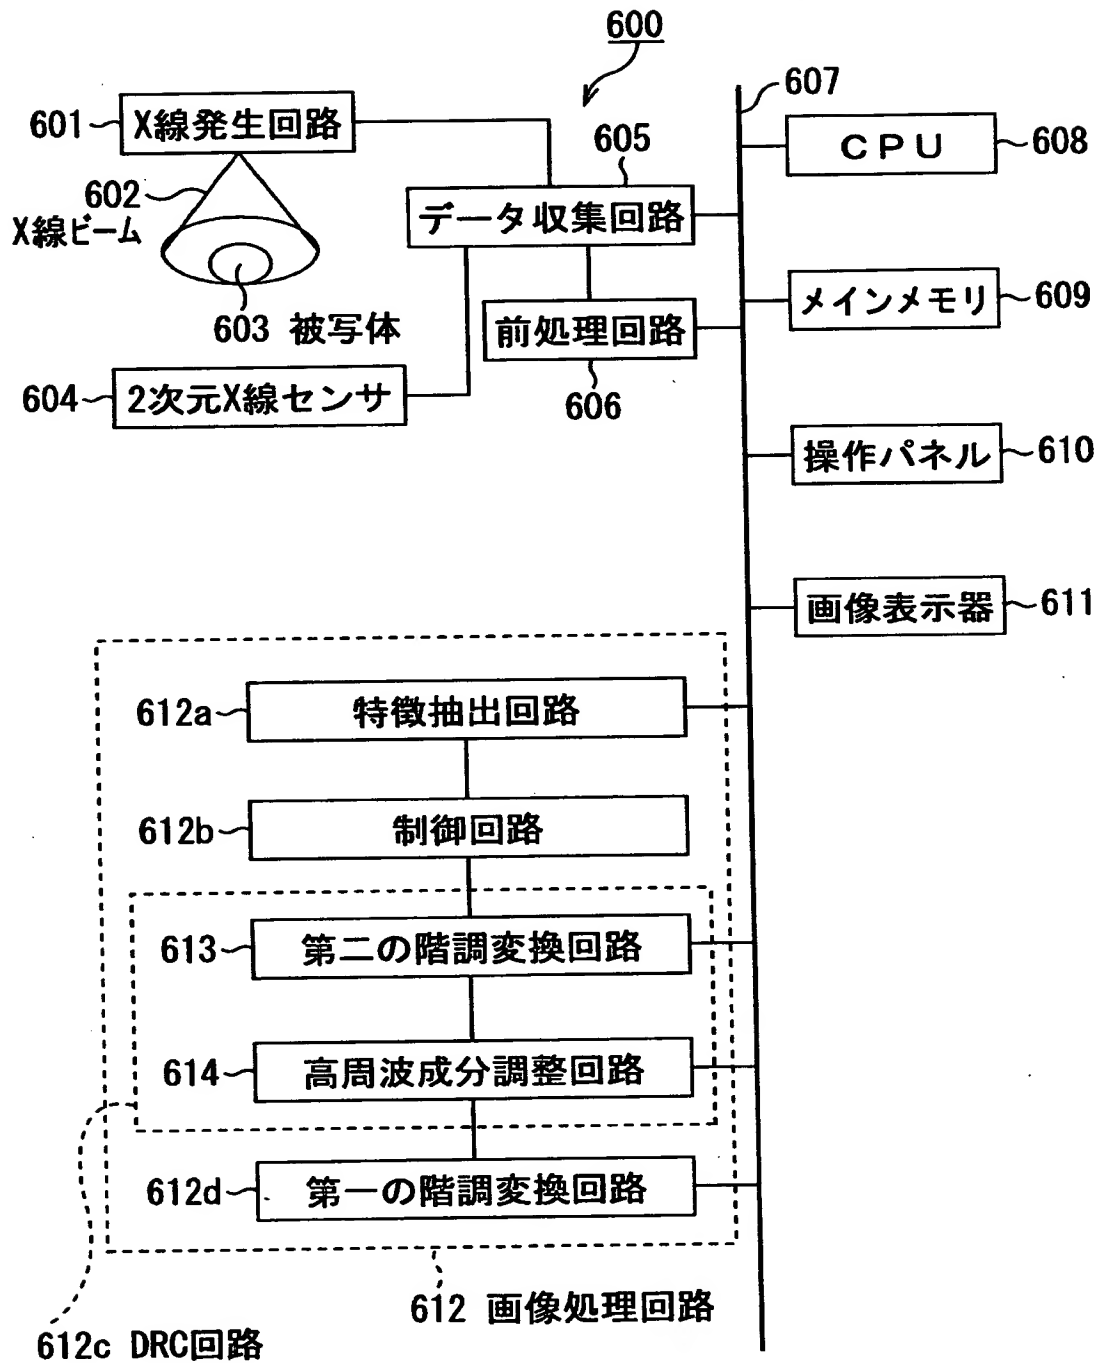 600
607
601 X線発生回路
605
CPU 608
602
X線ビーム
データ収集回路
メインメモリ 609
603 被写体
前処理回路
604 2次元X線センサ
606
操作パネル 610
画像表示器 611
612a 特徴抽出回路
612b 制御回路
613 第二の階調変換回路
614 高周波成分調整回路
612d 第一の階調変換回路
612 画像処理回路
612c DRC回路